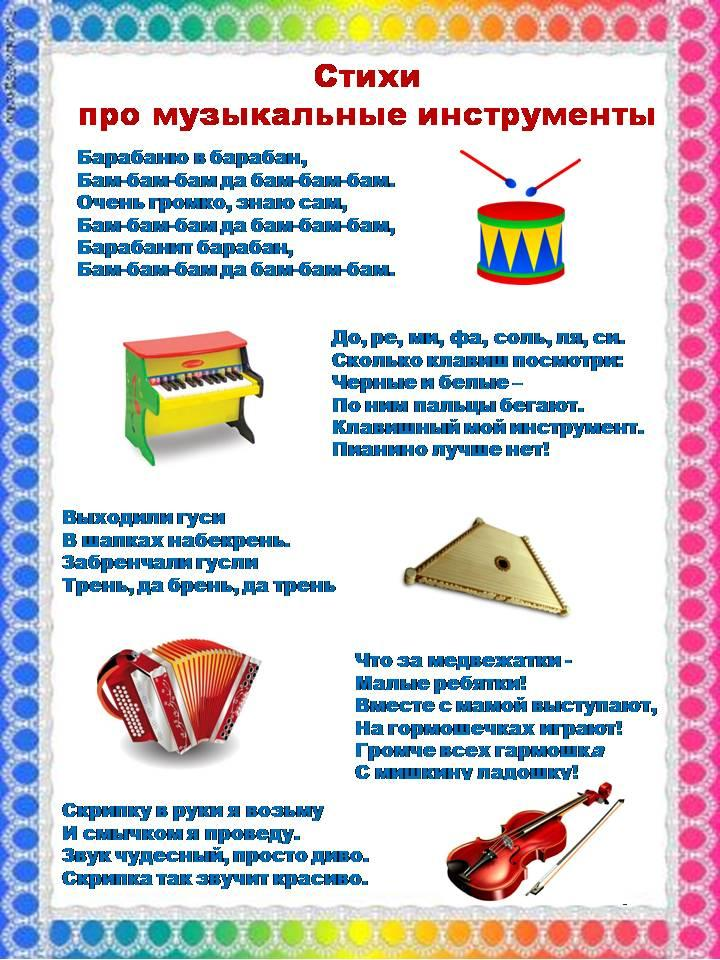 Стихи
про музыкальные инструменты
Барабаню в барабан,
Бам-бам-бам да бам-бам-бам.
Очень громко, знаю сам,
Бам-бам-бам да бам-бам-бам,
Барабанит барабан,
Бам-бам-бам да бам-бам-бам.
До, ре, ми, фа, соль, ля, си.
Сколько клавиш посмотри:
Черные и белые –
По ним пальцы бегают.
Клавишный мой инструмент.
Пианино лучше нет!
Выходили гуси
В шапках набекрень.
Забренчали гусли
Трень, да брень, да трень
Что за медвежатки -
Малые ребятки!
Вместе с мамой выступают,
На гормошечках играют!
Громче всех гармошка
С мишкину ладошку!
Скрипку в руки я возьму
И смычком я проведу.
Звук чудесный, просто диво.
Скрипка так звучит красиво.